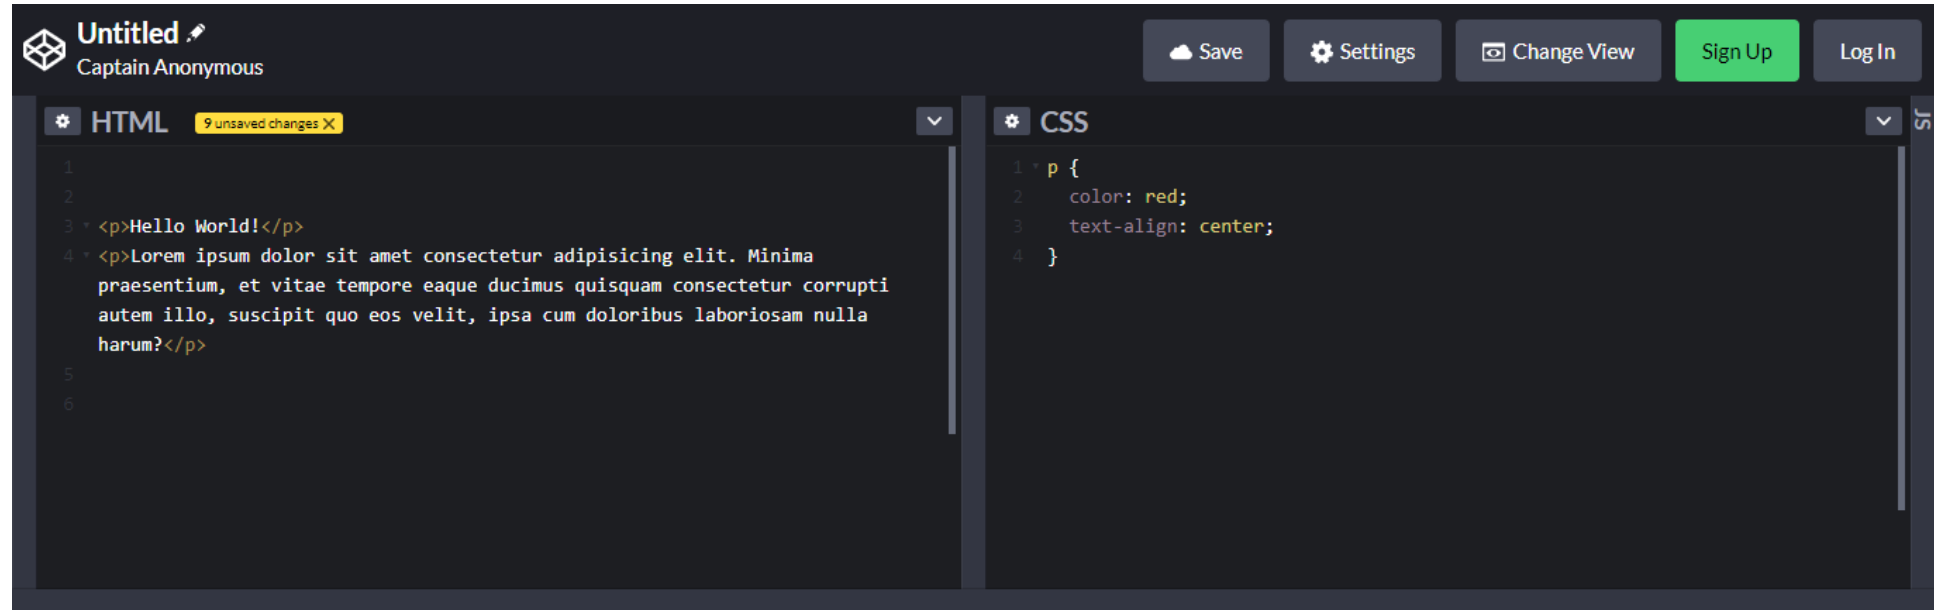 Untitled
Captain Anonymous
Save
Settings
Change View
Sign Up
Log In
HTML
9 unsaved changes X
1
2
3 <p>Hello World!</p>
4 <p>Lorem ipsum dolor sit amet consectetur adipisicing elit. Minima
praesentium, et vitae tempore eaque ducimus quisquam consectetur corrupti
autem illo, suscipit quo eos velit, ipsa cum doloribus laboriosam nulla
harum?</p>
5
6
CSS
1 p {
2 color: red;
3 text-align: center;
4 }
JS